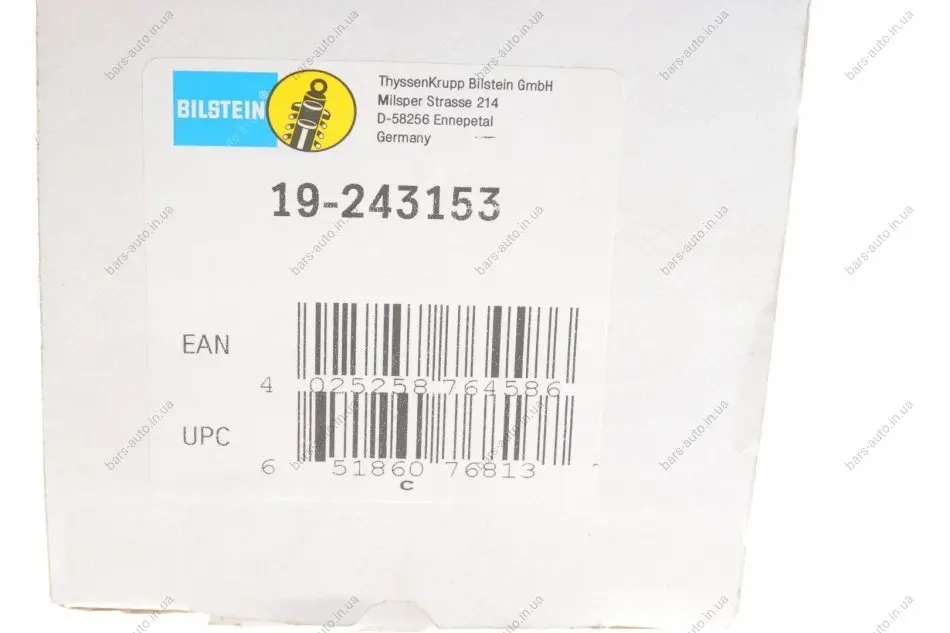 BILSTEIN®
ThyssenKrupp Bilstein GmbH
Milsper Strasse 214
D-58256 Ennepetal
Germany
19-243153
EAN
4 025258 764586
UPC
6 51860 76813
C
bars-auto.in.ua